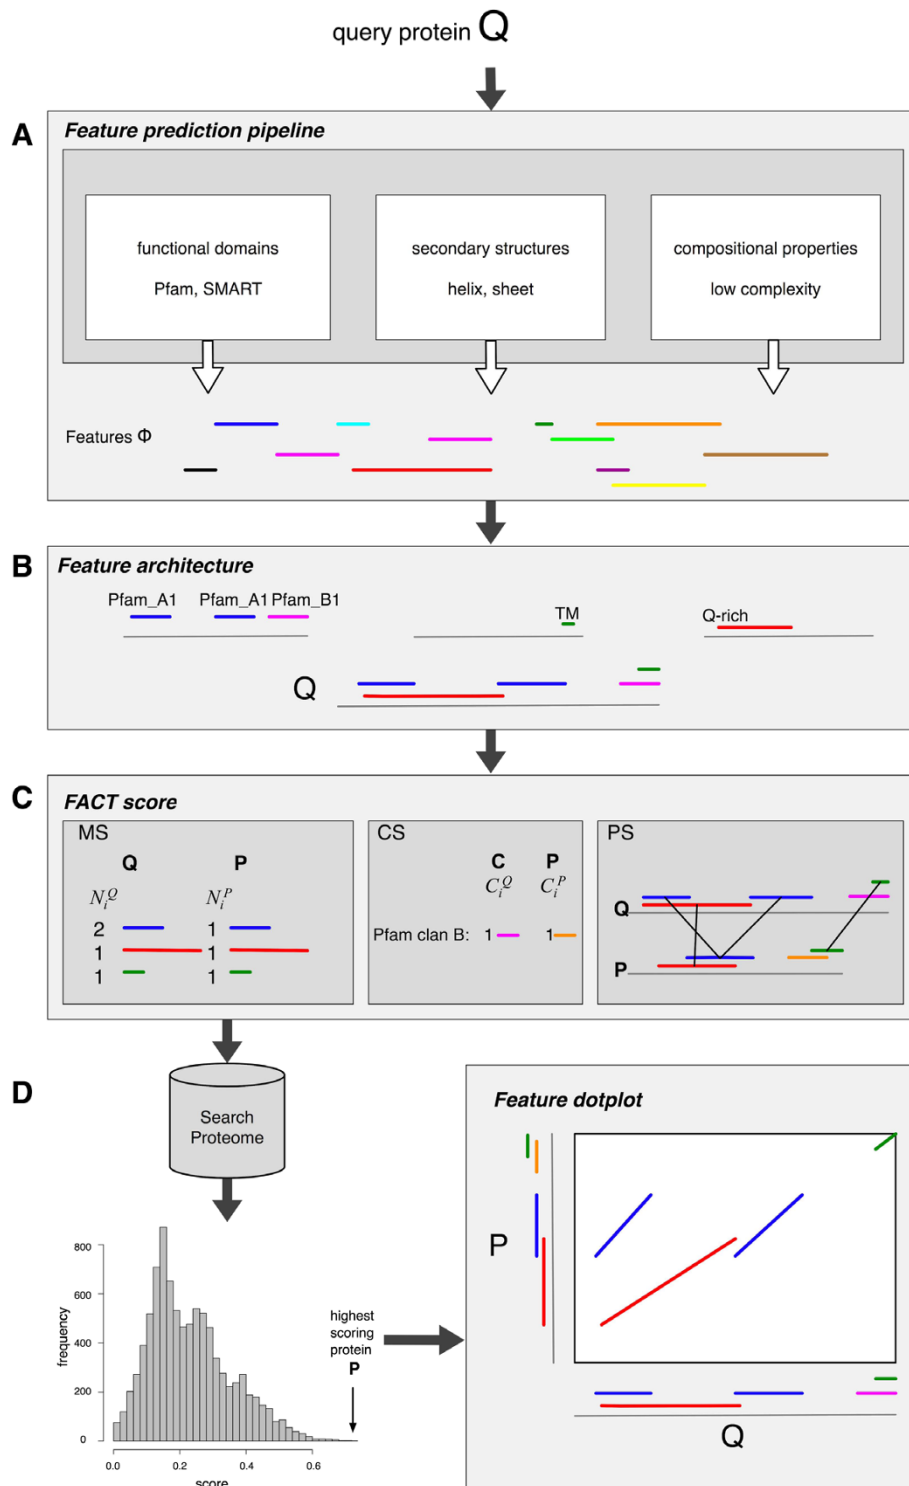 query protein Q
A
Feature prediction pipeline
functional domains
Pfam, SMART
secondary structures
helix, sheet
compositional properties
low complexity
Features Φ
B
Feature architecture
Pfam_A1 Pfam_A1 Pfam_B1
TM
Q-rich
Q
C
FACT score
MS
Q P
N_i^Q N_i^P
2 1
1 1
1 1
CS
C P
C_i^Q C_i^P
Pfam clan B: 1 1
PS
Q
P
D
Search
Proteome
frequency
800
600
400
200
0
0.0 0.2 0.4 0.6
score
highest
scoring
protein
P
Feature dotplot
P
Q